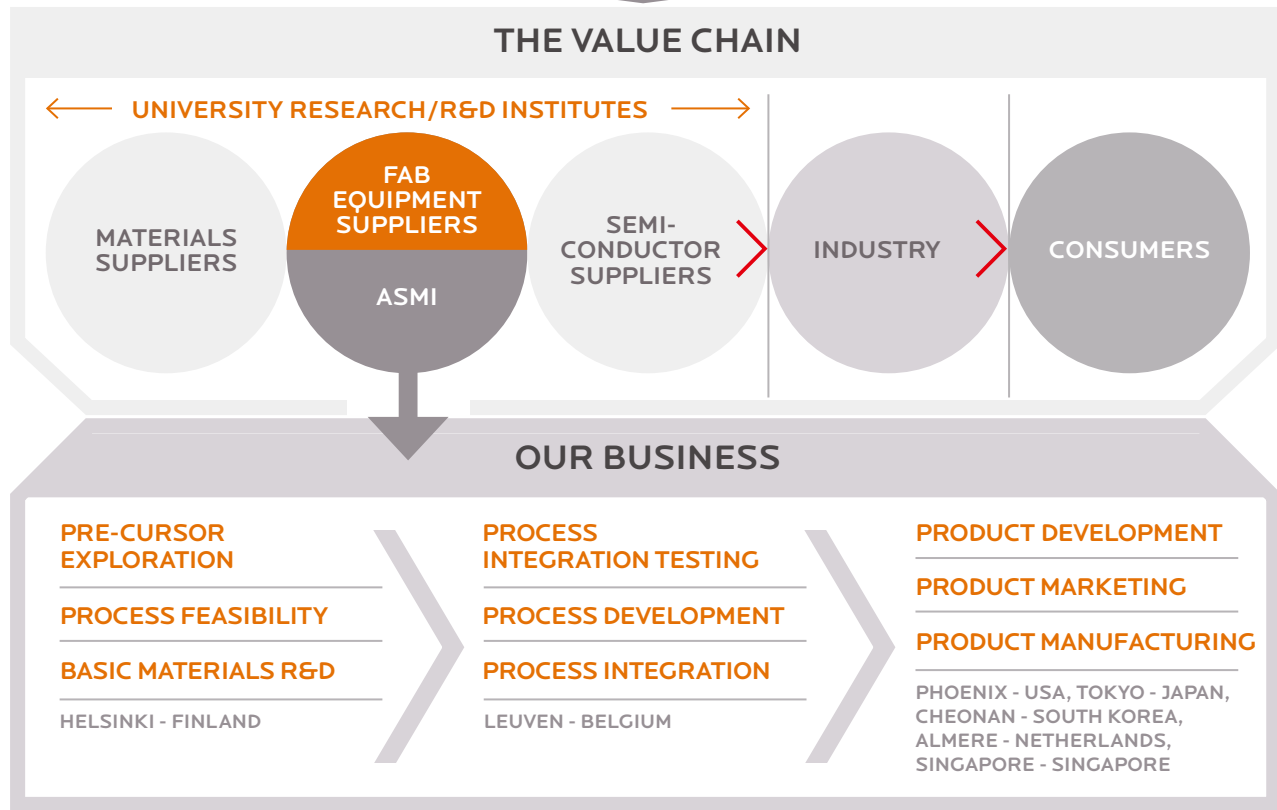 THE VALUE CHAIN
UNIVERSITY RESEARCH/R&D INSTITUTES
MATERIALS
SUPPLIERS
FAB
EQUIPMENT
SUPPLIERS
ASMI
SEMI-
CONDUCTOR
SUPPLIERS
INDUSTRY
CONSUMERS
OUR BUSINESS
PRE-CURSOR
EXPLORATION
PROCESS FEASIBILITY
BASIC MATERIALS R&D
HELSINKI - FINLAND
PROCESS
INTEGRATION TESTING
PROCESS DEVELOPMENT
PROCESS INTEGRATION
LEUVEN - BELGIUM
PRODUCT DEVELOPMENT
PRODUCT MARKETING
PRODUCT MANUFACTURING
PHOENIX - USA, TOKYO - JAPAN,
CHEONAN - SOUTH KOREA,
ALMERE - NETHERLANDS,
SINGAPORE - SINGAPORE